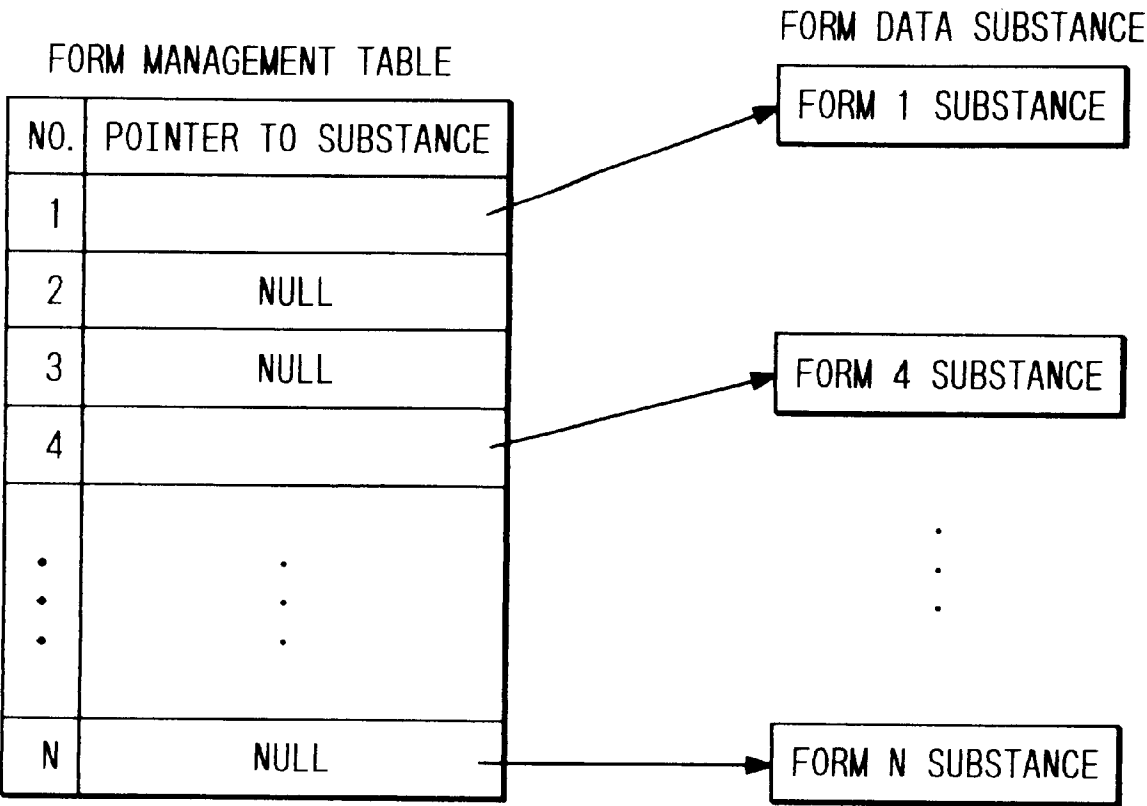 FORM MANAGEMENT TABLE
NO. POINTER TO SUBSTANCE
1
2 NULL
3 NULL
4
N NULL
FORM DATA SUBSTANCE
FORM 1 SUBSTANCE
FORM 4 SUBSTANCE
FORM N SUBSTANCE